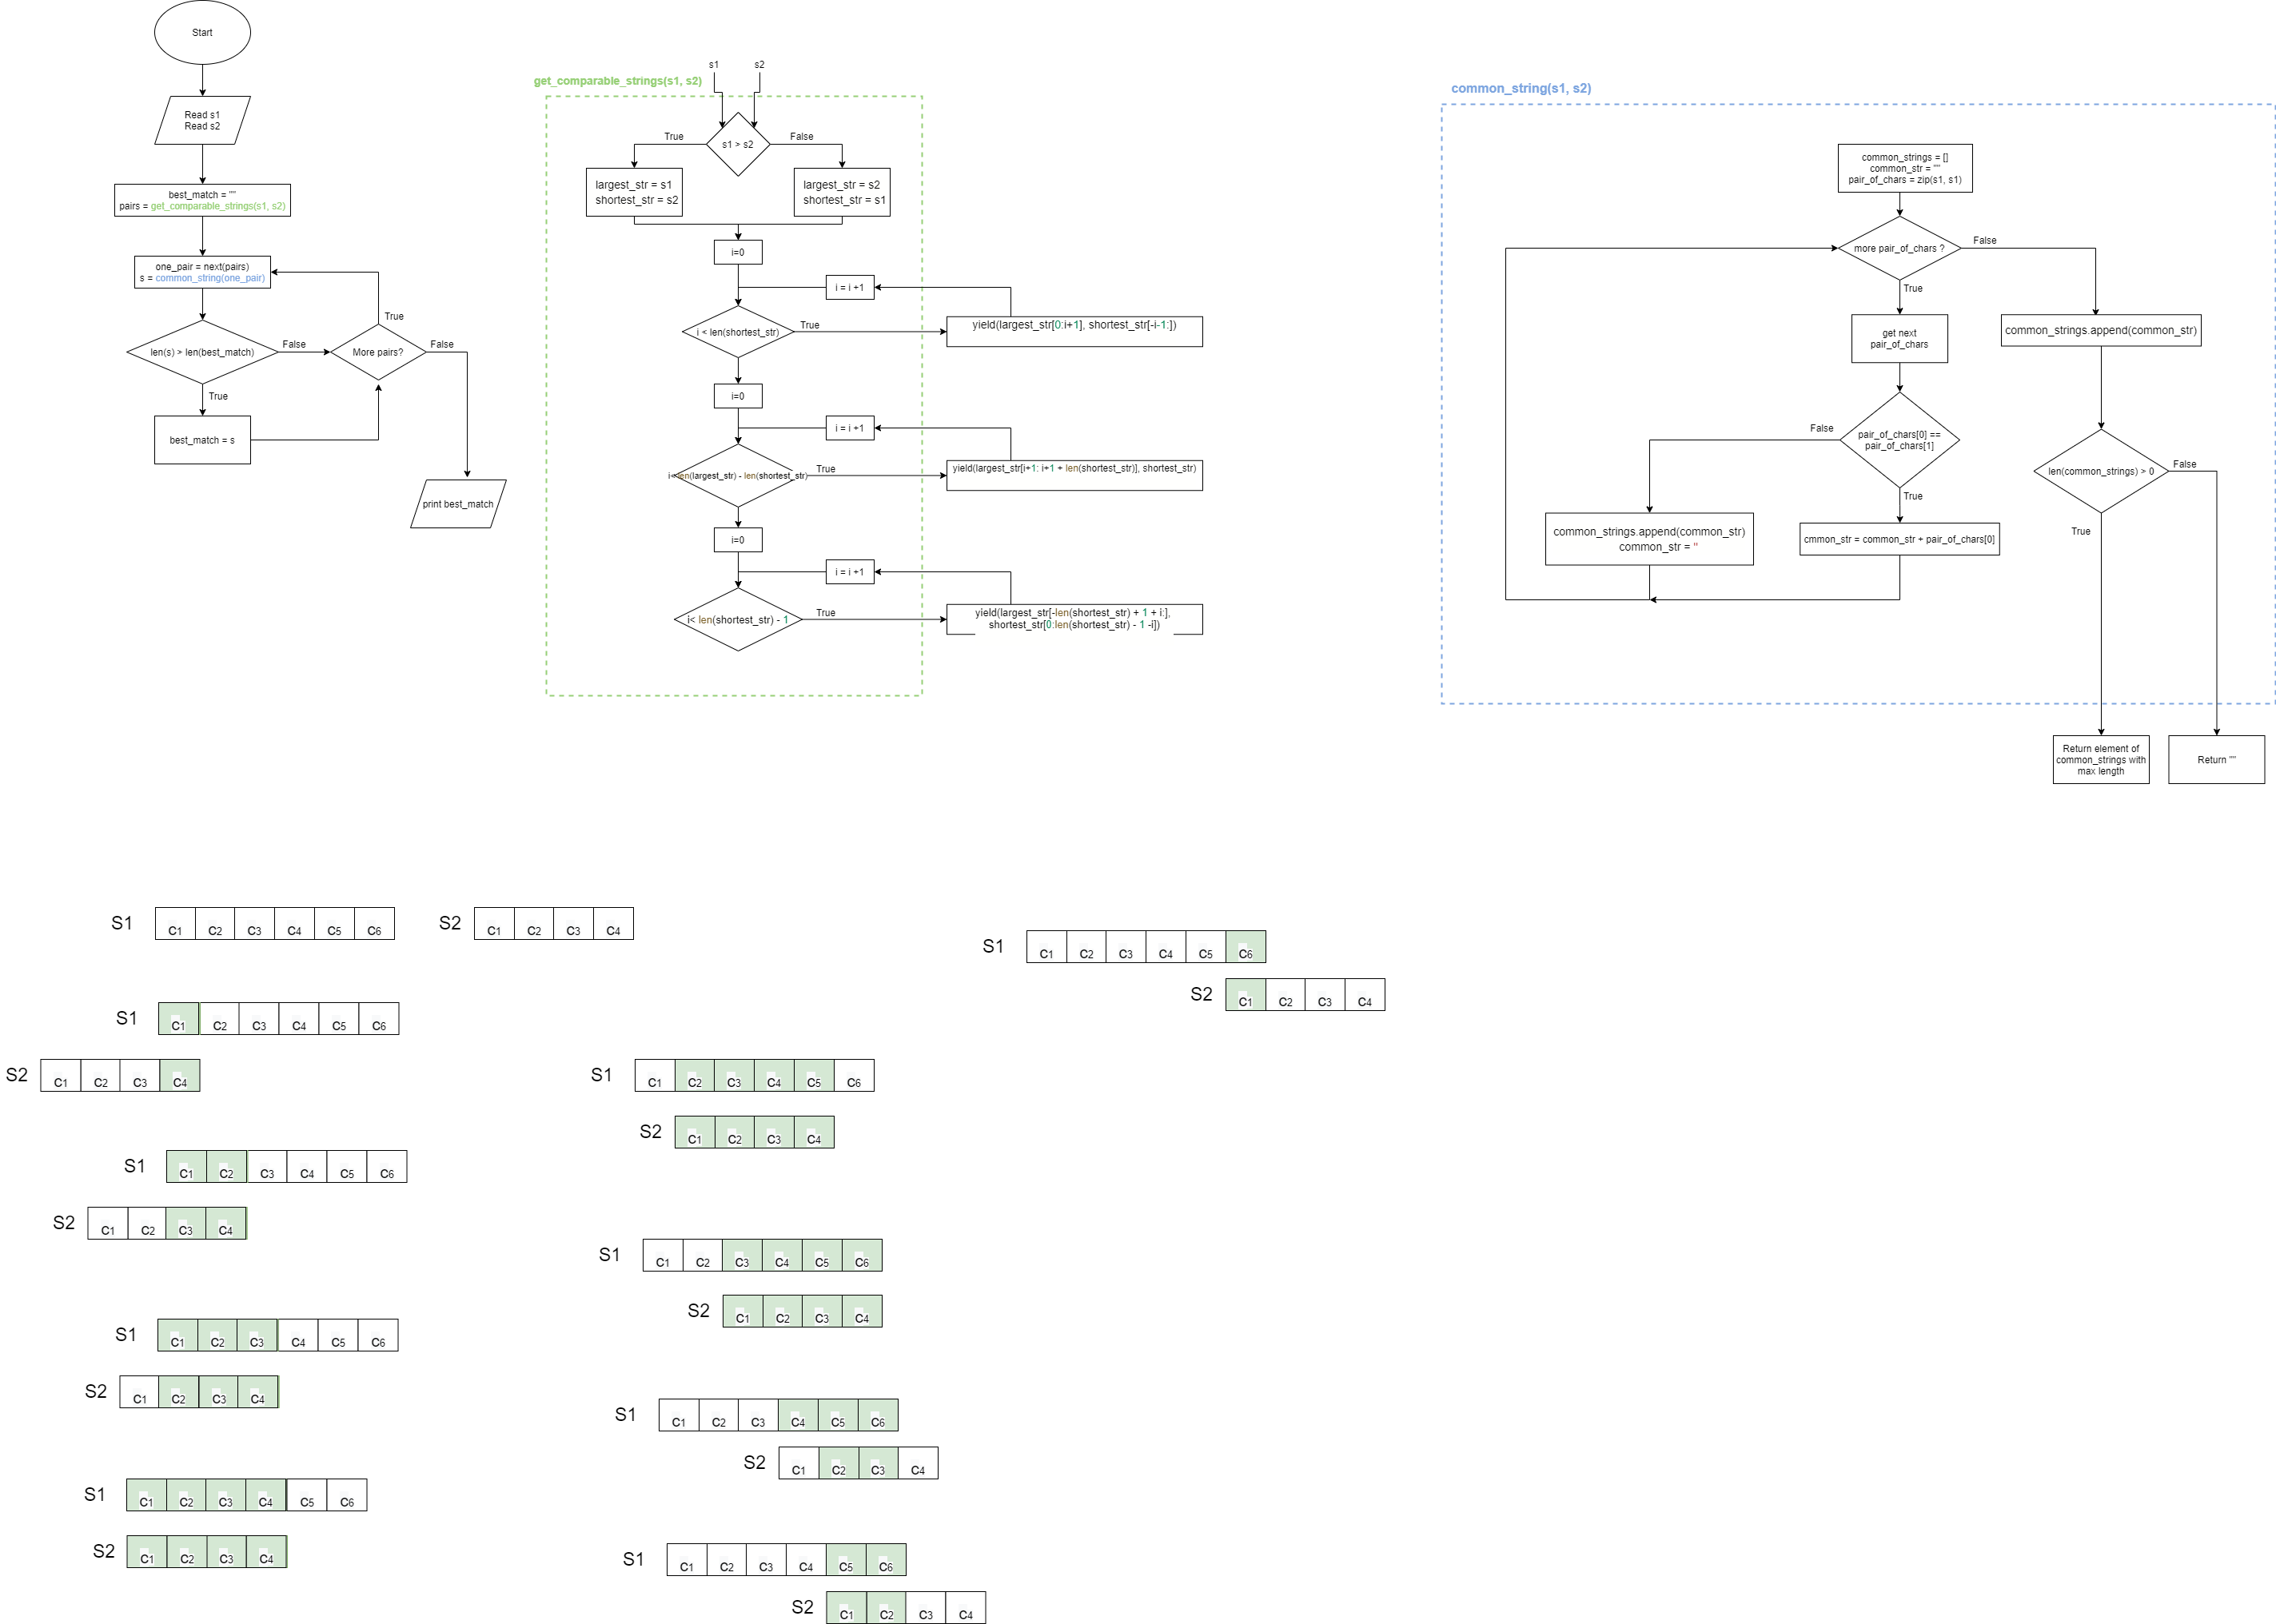 Start
Read s1
Read s2
best_match = ""
pairs = get_comparable_strings(s1, s2)
one_pair = next(pairs)
s = common_string(one_pair)
len(s) > len(best_match)
False
True
best_match = s
More pairs?
True
False
print best_match
get_comparable_strings(s1, s2)
s1
s2
s1 > s2
True
False
largest_str = s1
shortest_str = s2
largest_str = s2
shortest_str = s1
i=0
i = i +1
i < len(shortest_str)
True
yield(largest_str[0:i+1], shortest_str[-i-1:])
i=0
i = i +1
i<len(largest_str) - len(shortest_str)
True
yield(largest_str[i+1: i+1 + len(shortest_str)], shortest_str)
i=0
i = i +1
i< len(shortest_str) - 1
True
yield(largest_str[-len(shortest_str) + 1 + i:],
shortest_str[0:len(shortest_str) - 1 -i])
common_string(s1, s2)
common_strings = []
common_str = ""
pair_of_chars = zip(s1, s1)
more pair_of_chars ?
False
True
get next
pair_of_chars
pair_of_chars[0] ==
pair_of_chars[1]
False
True
common_strings.append(common_str)
common_str = ''
cmmon_str = common_str + pair_of_chars[0]
common_strings.append(common_str)
len(common_strings) > 0
False
True
Return element of
common_strings with
max length
Return ""
S1 C1 C2 C3 C4 C5 C6
S2 C1 C2 C3 C4
S1 C1 C2 C3 C4 C5 C6
S2 C1 C2 C3 C4
S1 C1 C2 C3 C4 C5 C6
S2 C1 C2 C3 C4
S1 C1 C2 C3 C4 C5 C6
S2 C1 C2 C3 C4
S1 C1 C2 C3 C4 C5 C6
S2 C1 C2 C3 C4
S1 C1 C2 C3 C4 C5 C6
S2 C1 C2 C3 C4
S1 C1 C2 C3 C4 C5 C6
S2 C1 C2 C3 C4
S1 C1 C2 C3 C4 C5 C6
S2 C1 C2 C3 C4
S1 C1 C2 C3 C4 C5 C6
S2 C1 C2 C3 C4
S1 C1 C2 C3 C4 C5 C6
S2 C1 C2 C3 C4